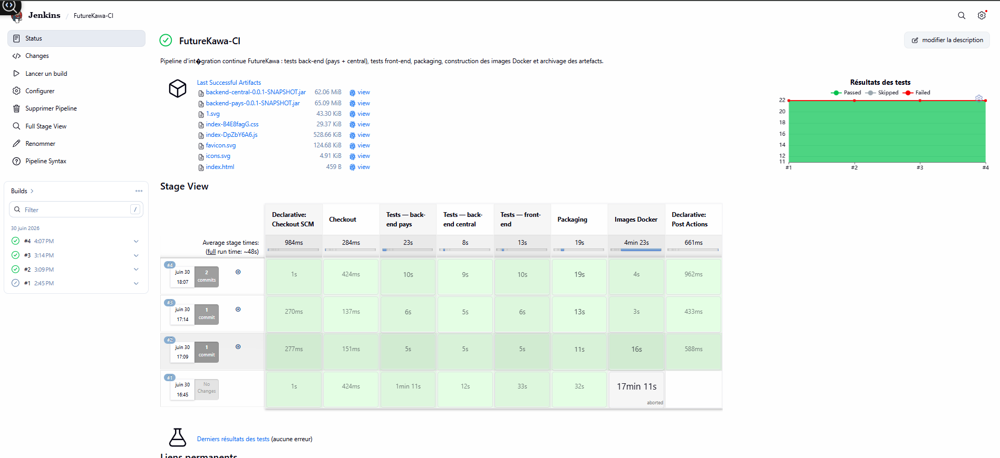 Jenkins / FutureKawa-CI
Status
Changes
Lancer un build
Configurer
Supprimer Pipeline
Full Stage View
Renommer
Pipeline Syntax
Builds
Filter /
30 juin 2026
#4 4:07 PM
#3 3:14 PM
#2 3:09 PM
#1 2:45 PM
FutureKawa-CI
modifier la description
Pipeline d'int�gration continue FutureKawa : tests back-end (pays + central), tests front-end, packaging, construction des images Docker et archivage des artefacts.
Last Successful Artifacts
backend-central-0.0.1-SNAPSHOT.jar 62.06 MiB view
backend-pays-0.0.1-SNAPSHOT.jar 65.09 MiB view
1.svg 43.30 KiB view
index-B4E8fagG.css 29.37 KiB view
index-DpZbY6A6.js 528.66 KiB view
favicon.svg 124.68 KiB view
icons.svg 4.91 KiB view
index.html 459 B view
Résultats des tests
Passed Skipped Failed
22
20
18
16
14
12
11
#1 #2 #3 #4
Stage View
Declarative: Checkout SCM
Checkout
Tests — back-end pays
Tests — back-end central
Tests — front-end
Packaging
Images Docker
Declarative: Post Actions
Average stage times:
(full run time: ~48s)
984ms 284ms 23s 8s 13s 19s 4min 23s 661ms
#4
juin 30 18:07
2 commits
1s 424ms 10s 9s 10s 19s 4s 962ms
#3
juin 30 17:14
1 commit
270ms 137ms 6s 5s 6s 13s 3s 433ms
#2
juin 30 17:09
1 commit
277ms 151ms 5s 5s 5s 11s 16s 588ms
#1
juin 30 16:45
No Changes
1s 424ms 1min 11s 12s 33s 32s 17min 11s
aborted
Derniers résultats des tests (aucune erreur)
Liens permanents